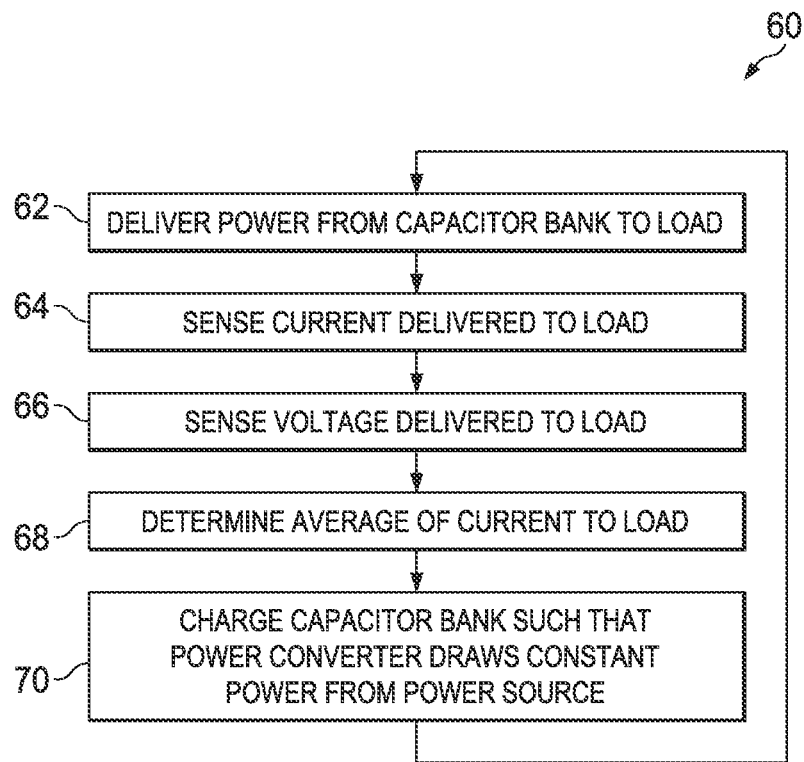 60
62
DELIVER POWER FROM CAPACITOR BANK TO LOAD
64
SENSE CURRENT DELIVERED TO LOAD
66
SENSE VOLTAGE DELIVERED TO LOAD
68
DETERMINE AVERAGE OF CURRENT TO LOAD
70
CHARGE CAPACITOR BANK SUCH THAT
POWER CONVERTER DRAWS CONSTANT
POWER FROM POWER SOURCE